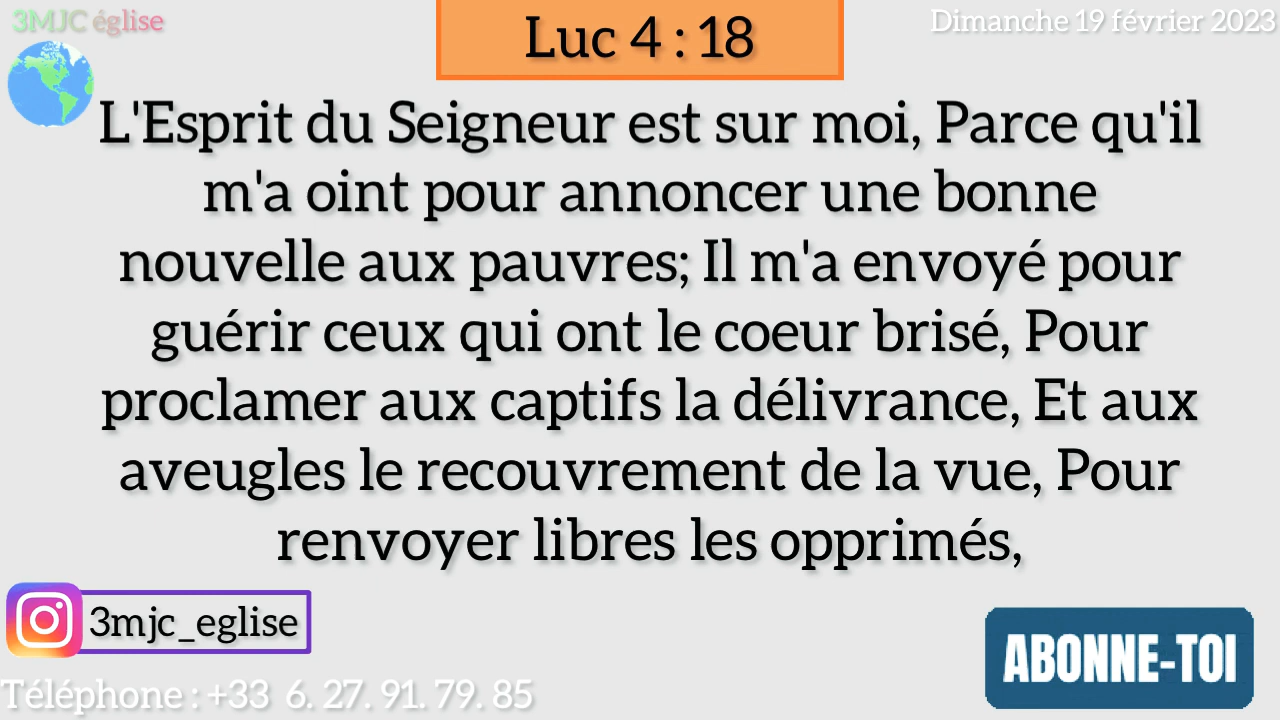 3MJC église
Luc 4 : 18
Dimanche 19 février 2023
L'Esprit du Seigneur est sur moi, Parce qu'il
m'a oint pour annoncer une bonne
nouvelle aux pauvres; Il m'a envoyé pour
guérir ceux qui ont le coeur brisé, Pour
proclamer aux captifs la délivrance, Et aux
aveugles le recouvrement de la vue, Pour
renvoyer libres les opprimés,
3mjc_eglise
ABONNE-TOI
Téléphone : +33 6. 27. 91. 79. 85